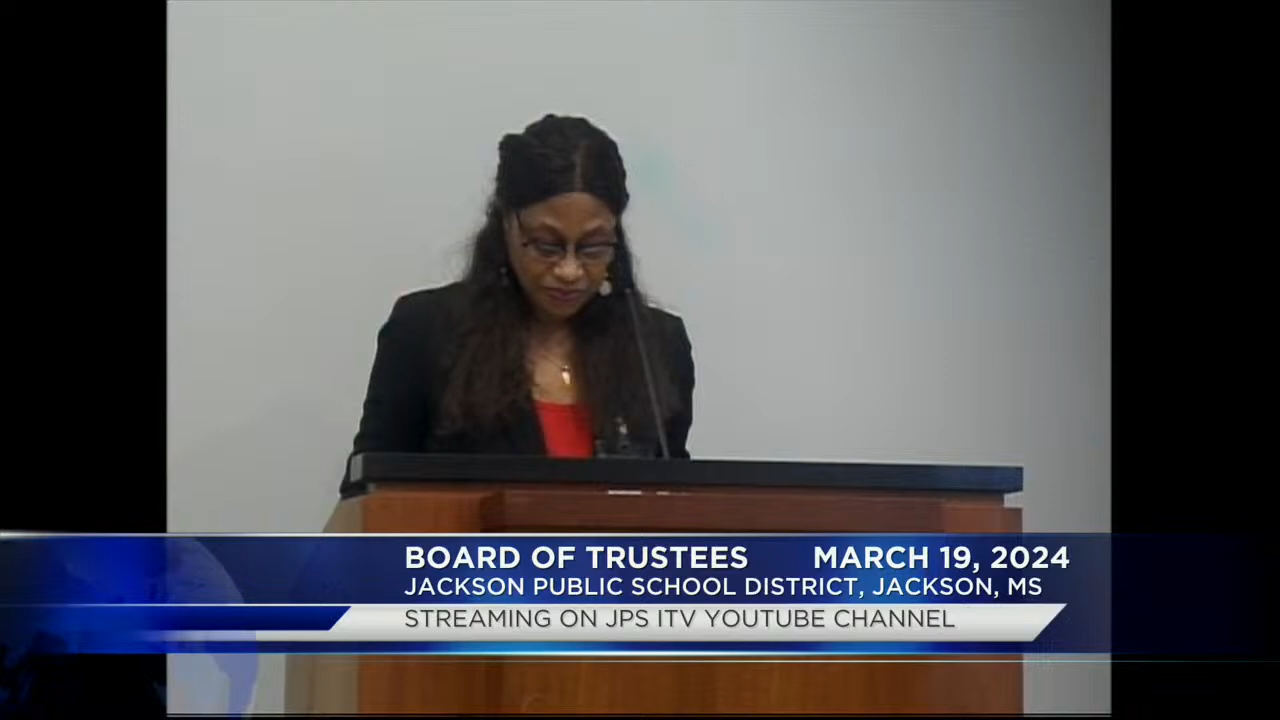 BOARD OF TRUSTEES MARCH 19, 2024
JACKSON PUBLIC SCHOOL DISTRICT, JACKSON, MS
STREAMING ON JPS ITV YOUTUBE CHANNEL